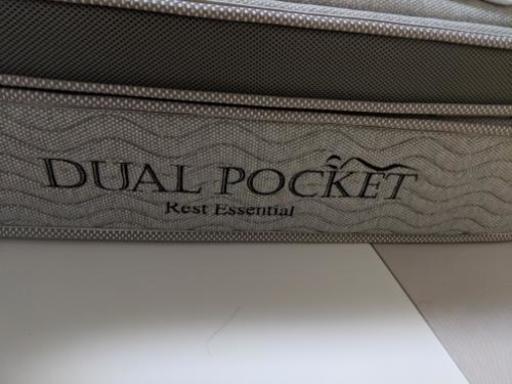 DUAL POCKET
Rest Essential